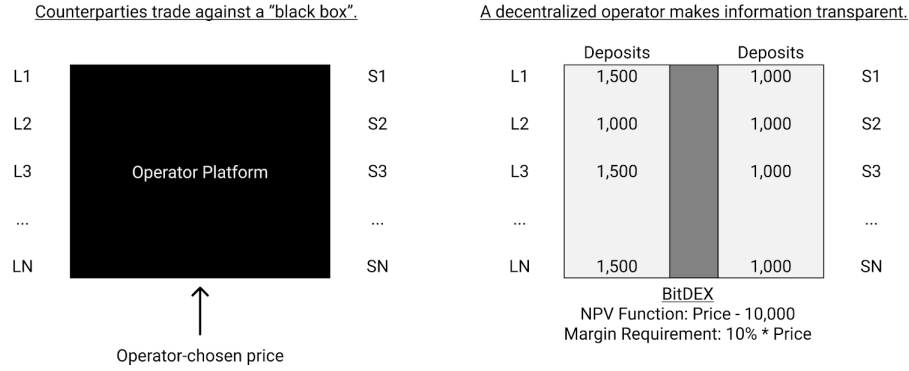 Counterparties trade against a “black box”.
L1
S1
L2
S2
L3
Operator Platform
S3
...
...
LN
SN
Operator-chosen price
A decentralized operator makes information transparent.
Deposits
Deposits
L1
1,500
1,000
S1
L2
1,000
1,000
S2
L3
1,500
1,000
S3
...
...
LN
1,500
1,000
SN
BitDEX
NPV Function: Price - 10,000
Margin Requirement: 10% * Price